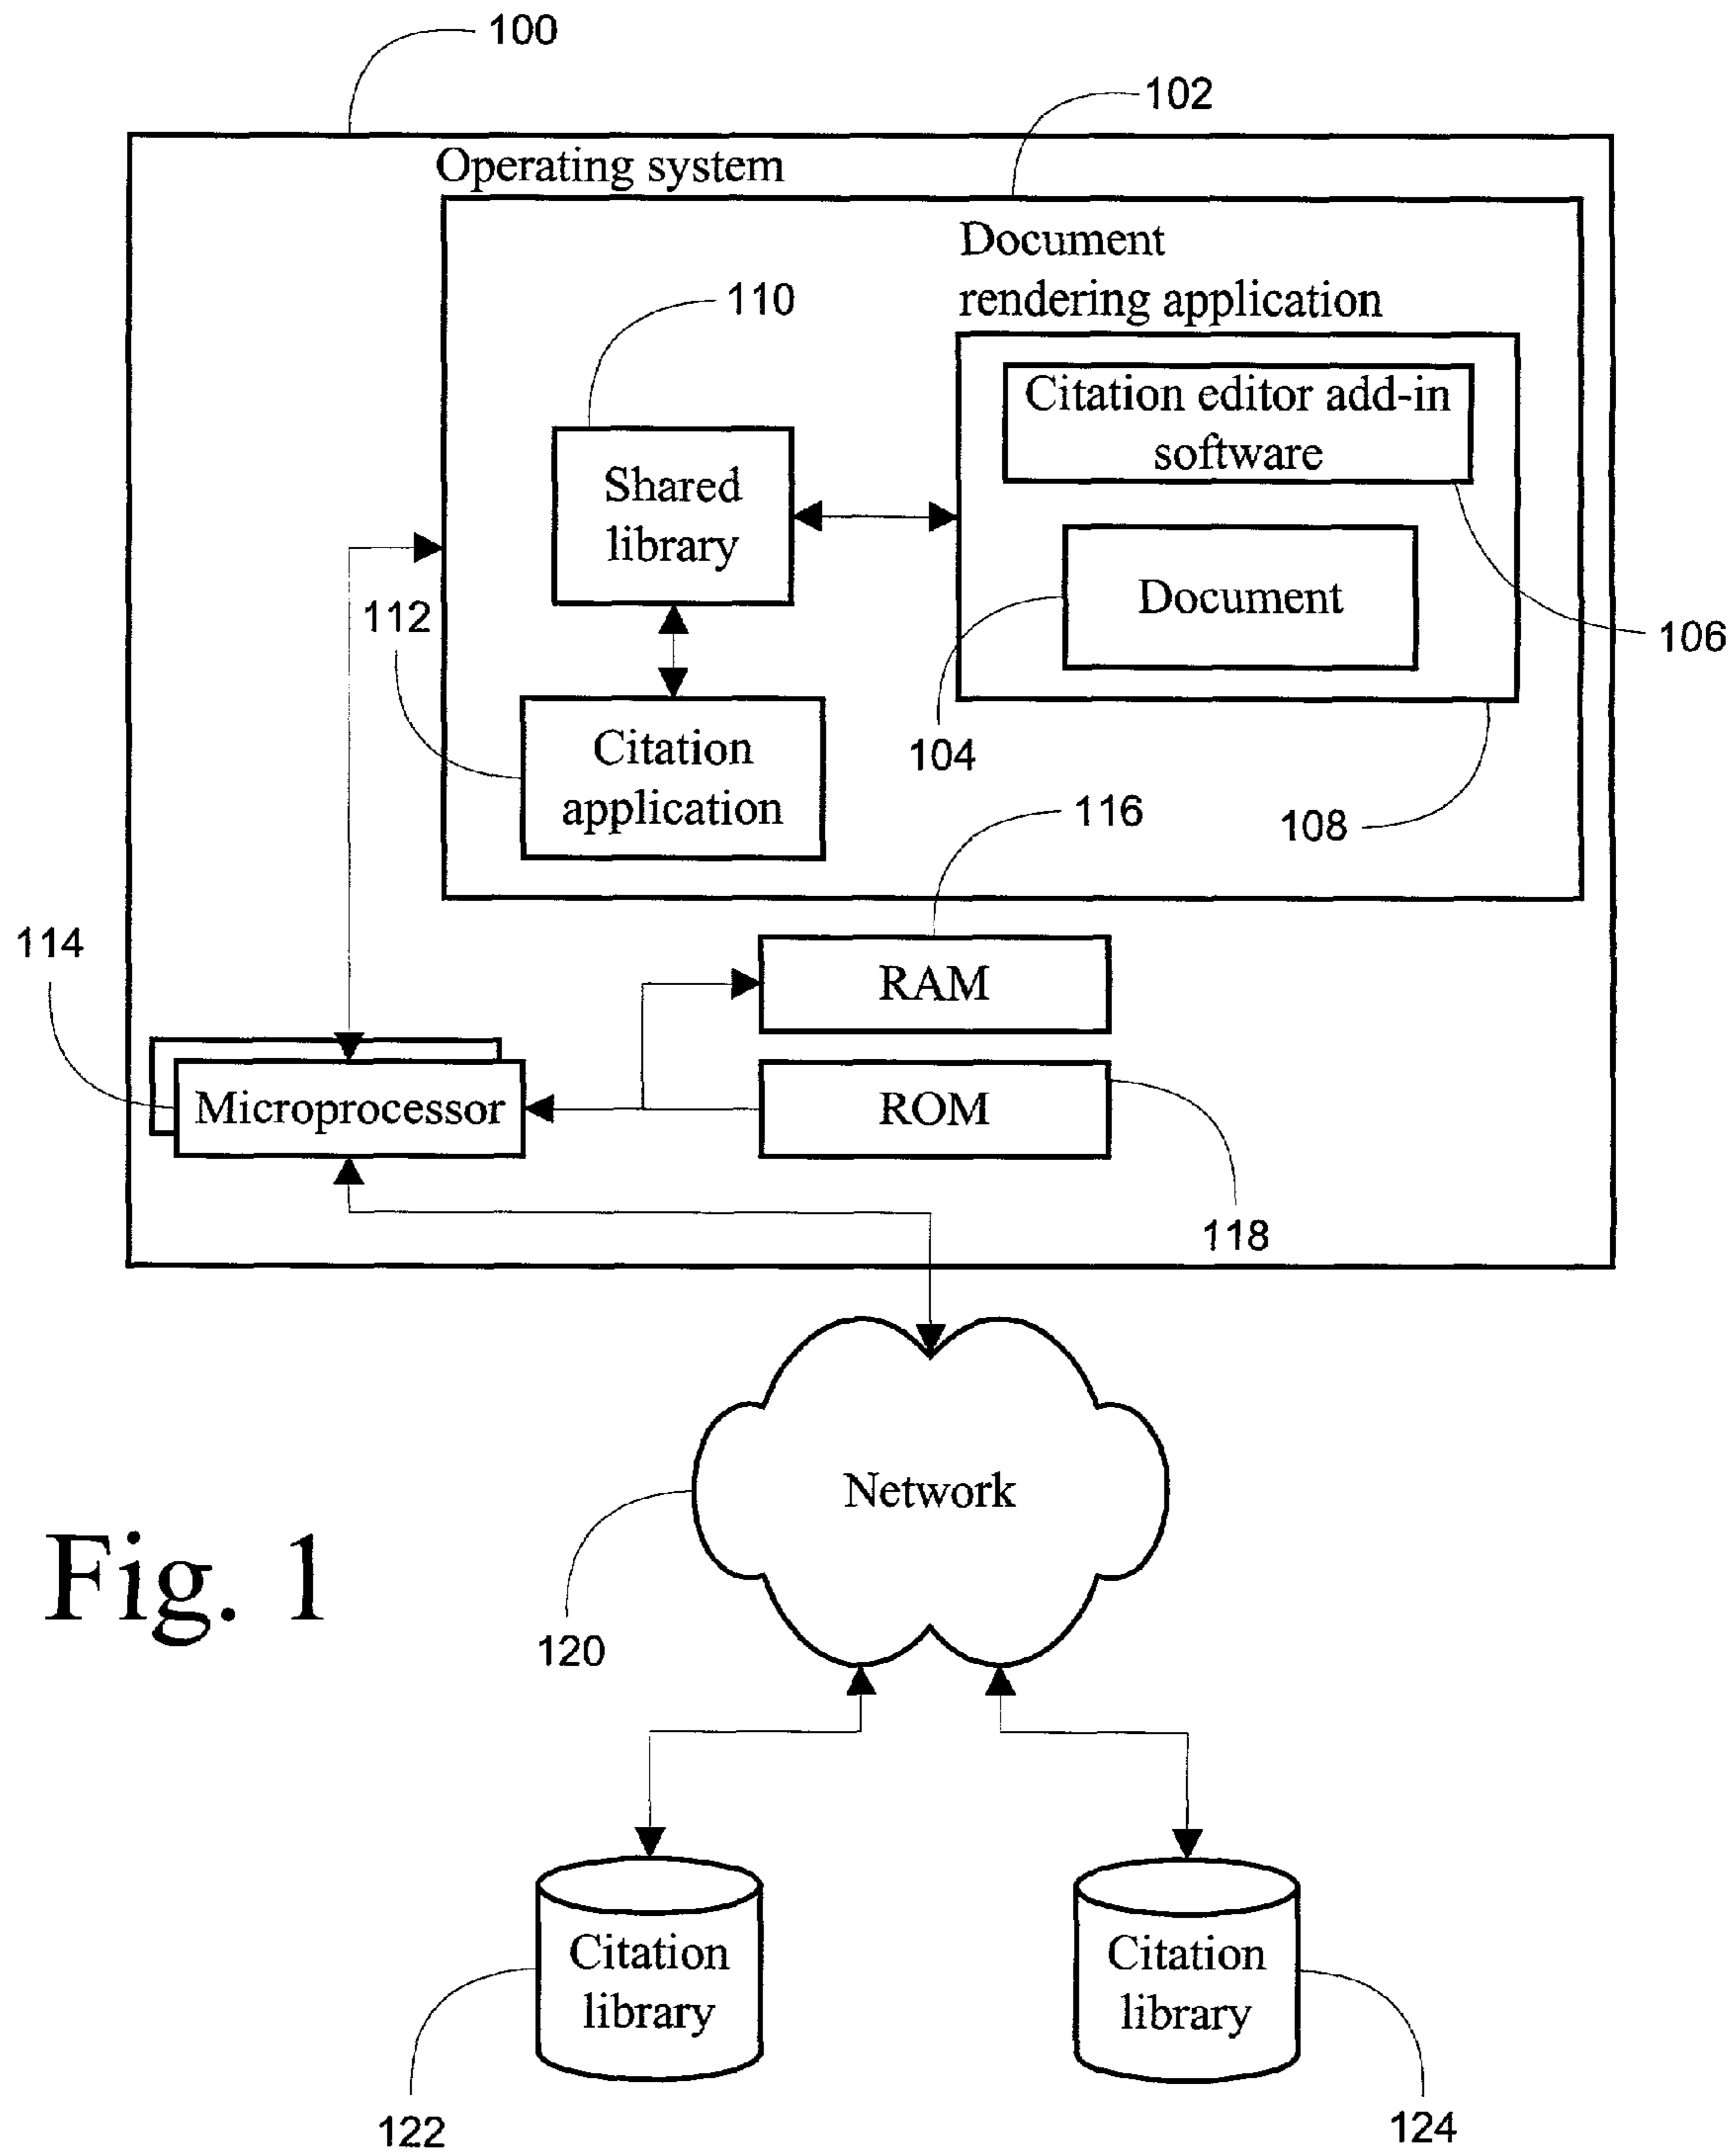 100
102
Operating system
Document
rendering application
110
Citation editor add-in
software
Shared
library
Document
112
106
104
Citation
application
116
108
114
RAM
Microprocessor
ROM
118
Network
Fig. 1
120
Citation
library
Citation
library
122
124